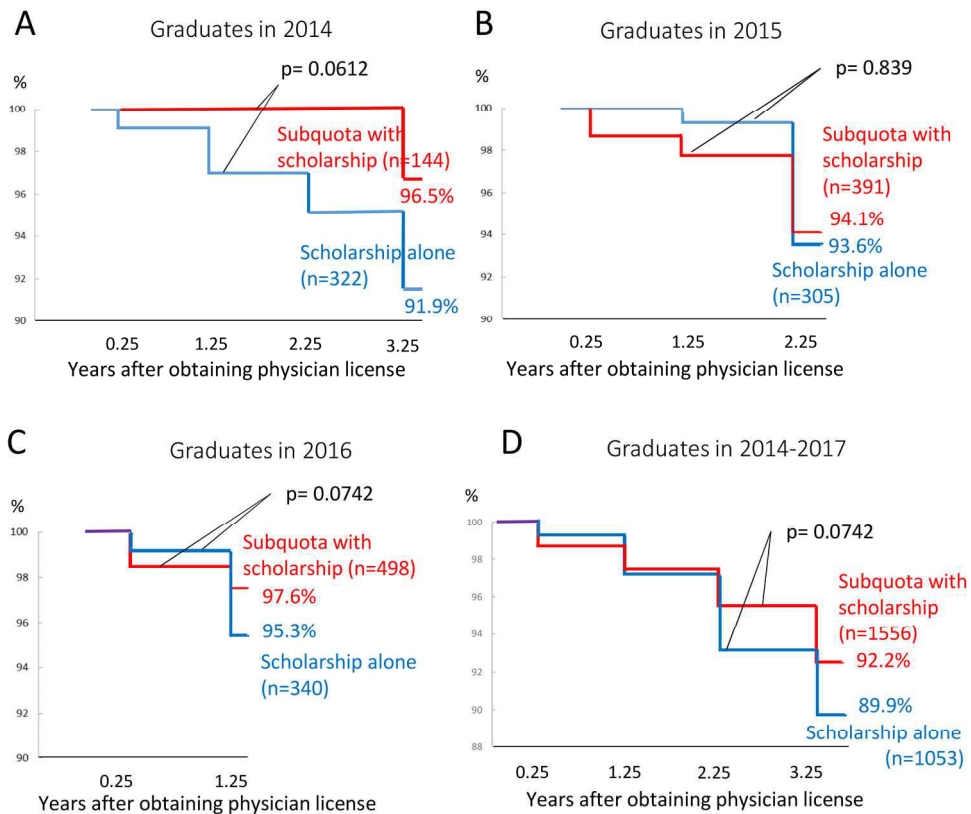 A
Graduates in 2014
%
p= 0.0612
100
98
96
94
92
90
Subquota with
scholarship (n=144)
96.5%
Scholarship alone
(n=322)
91.9%
0.25 1.25 2.25 3.25
Years after obtaining physician license
B
Graduates in 2015
%
p= 0.839
100
98
96
94
92
90
Subquota with
scholarship
(n=391)
94.1%
93.6%
Scholarship alone
(n=305)
0.25 1.25 2.25
Years after obtaining physician license
C
Graduates in 2016
%
p= 0.0742
100
98
96
94
92
90
Subquota with
scholarship (n=498)
97.6%
95.3%
Scholarship alone
(n=340)
0.25 1.25
Years after obtaining physician license
D
Graduates in 2014-2017
%
p= 0.0742
100
98
96
94
92
90
88
Subquota with
scholarship
(n=1556)
92.2%
89.9%
Scholarship alone
(n=1053)
0.25 1.25 2.25 3.25
Years after obtaining physician license